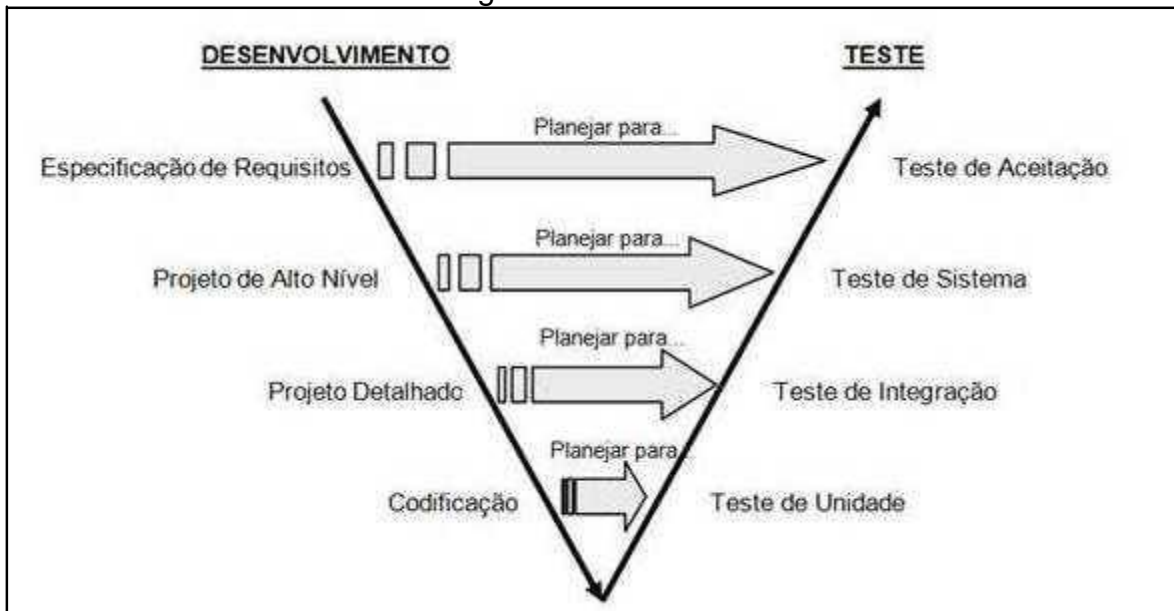 DESENVOLVIMENTO TESTE
Planejar para...
Especificação de Requisitos Teste de Aceitação
Planejar para...
Projeto de Alto Nível Teste de Sistema
Planejar para...
Projeto Detalhado Teste de Integração
Planejar para...
Codificação Teste de Unidade